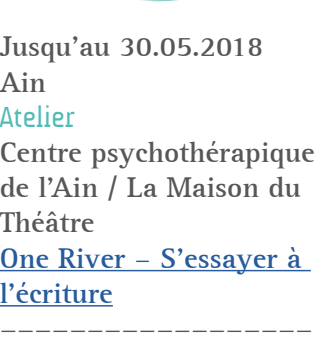 Jusqu’au 30.05.2018
Ain
Atelier
Centre psychothérapique
de l’Ain / La Maison du
Théâtre
One River – S’essayer à
l’écriture
__________________